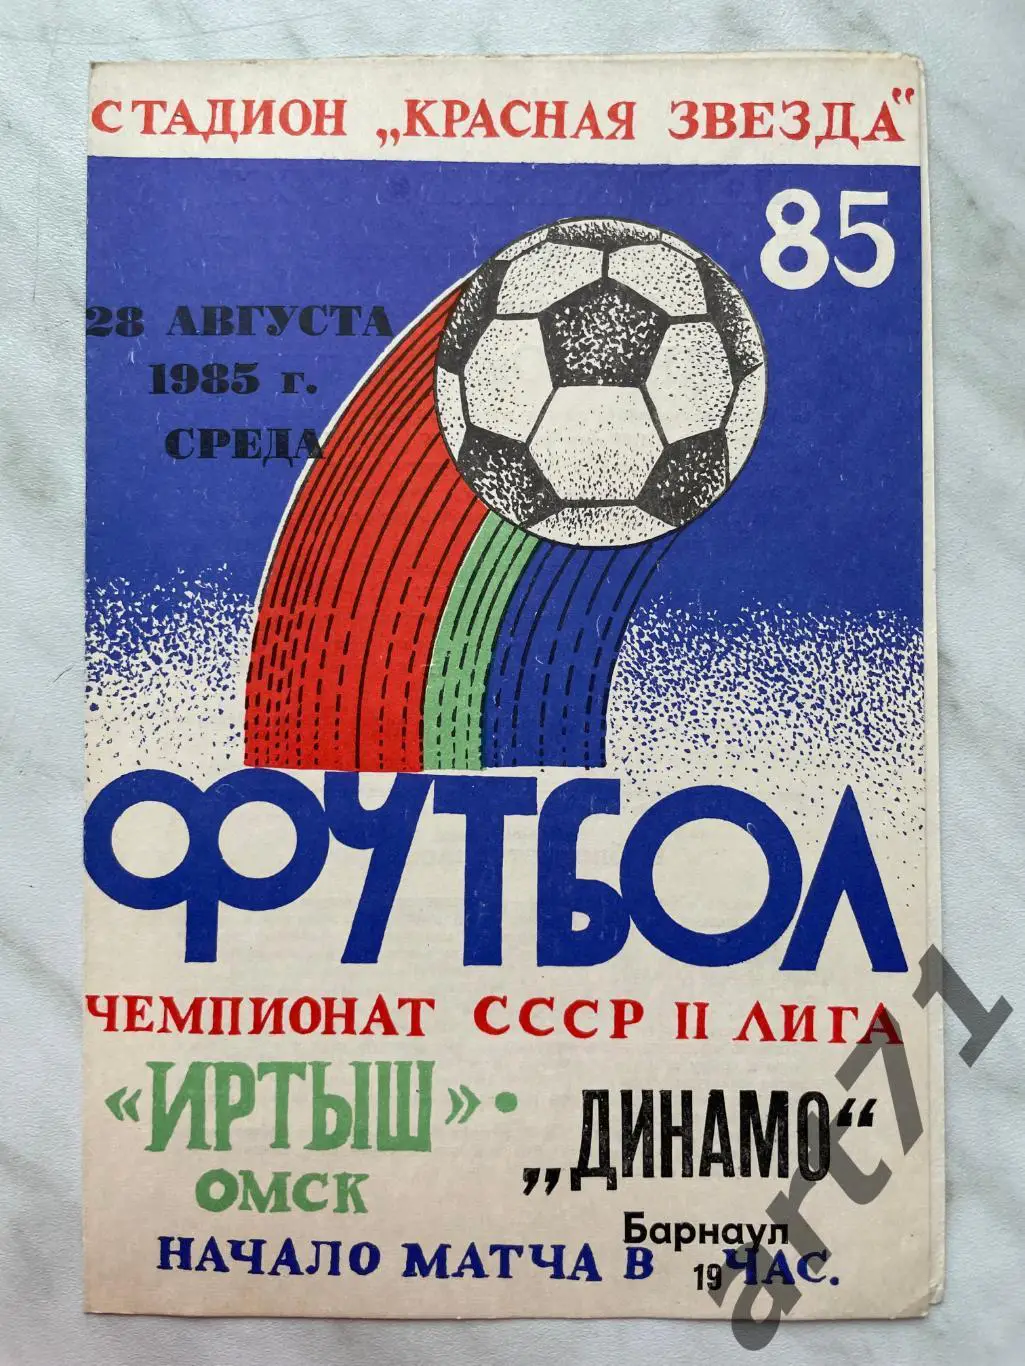 СТАДИОН „КРАСНАЯ ЗВЕЗДА"
85
28 АВГУСТА
1985 г.
СРЕДА
ФУТБОЛ
ЧЕМПИОНАТ СССР II ЛИГА
«ИРТЫШ» • „ДИНАМО“
ОМСК
Барнаул
НАЧАЛО МАТЧА В 19 ЧАС.
art71